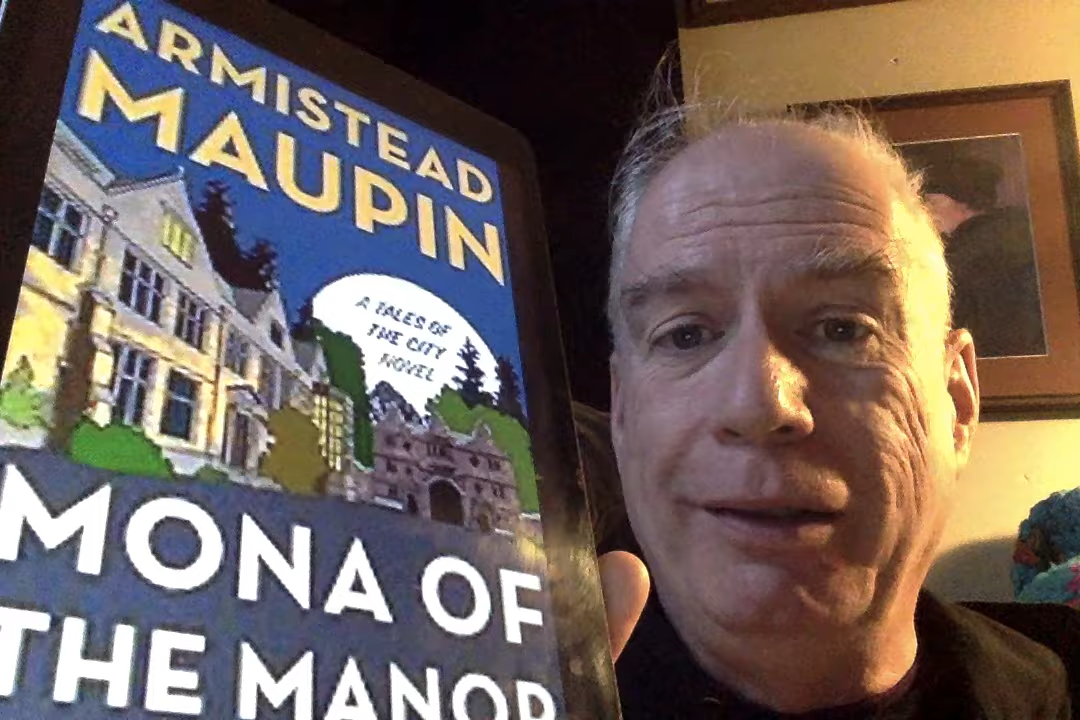 ARMISTEAD
MAUPIN
A TALES OF
THE CITY
NOVEL
MONA OF
THE MANOR